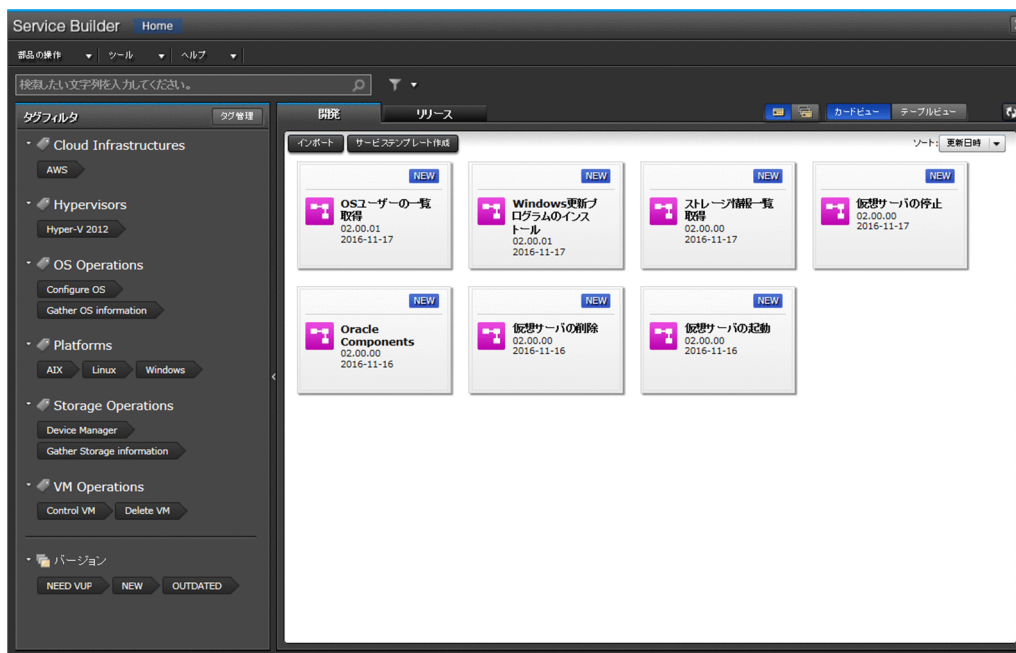 Service Builder Home
部品の操作 ツール ヘルプ
検索したい文字列を入力してください。
タグフィルタ タグ管理
Cloud Infrastructures
AWS
Hypervisors
Hyper-V 2012
OS Operations
Configure OS
Gather OS information
Platforms
AIX Linux Windows
Storage Operations
Device Manager
Gather Storage information
VM Operations
Control VM Delete VM
バージョン
NEED VUP NEW OUTDATED
開発 リリース
カードビュー テーブルビュー
インポート サービステンプレート作成
ソート: 更新日時
NEW
OSユーザーの一覧
取得
02.00.01
2016-11-17
NEW
Windows更新プ
ログラムのインス
トール
02.00.01
2016-11-17
NEW
ストレージ情報一覧
取得
02.00.00
2016-11-17
NEW
仮想サーバの停止
02.00.00
2016-11-17
NEW
Oracle
Components
02.00.00
2016-11-16
NEW
仮想サーバの削除
02.00.00
2016-11-16
NEW
仮想サーバの起動
02.00.00
2016-11-16